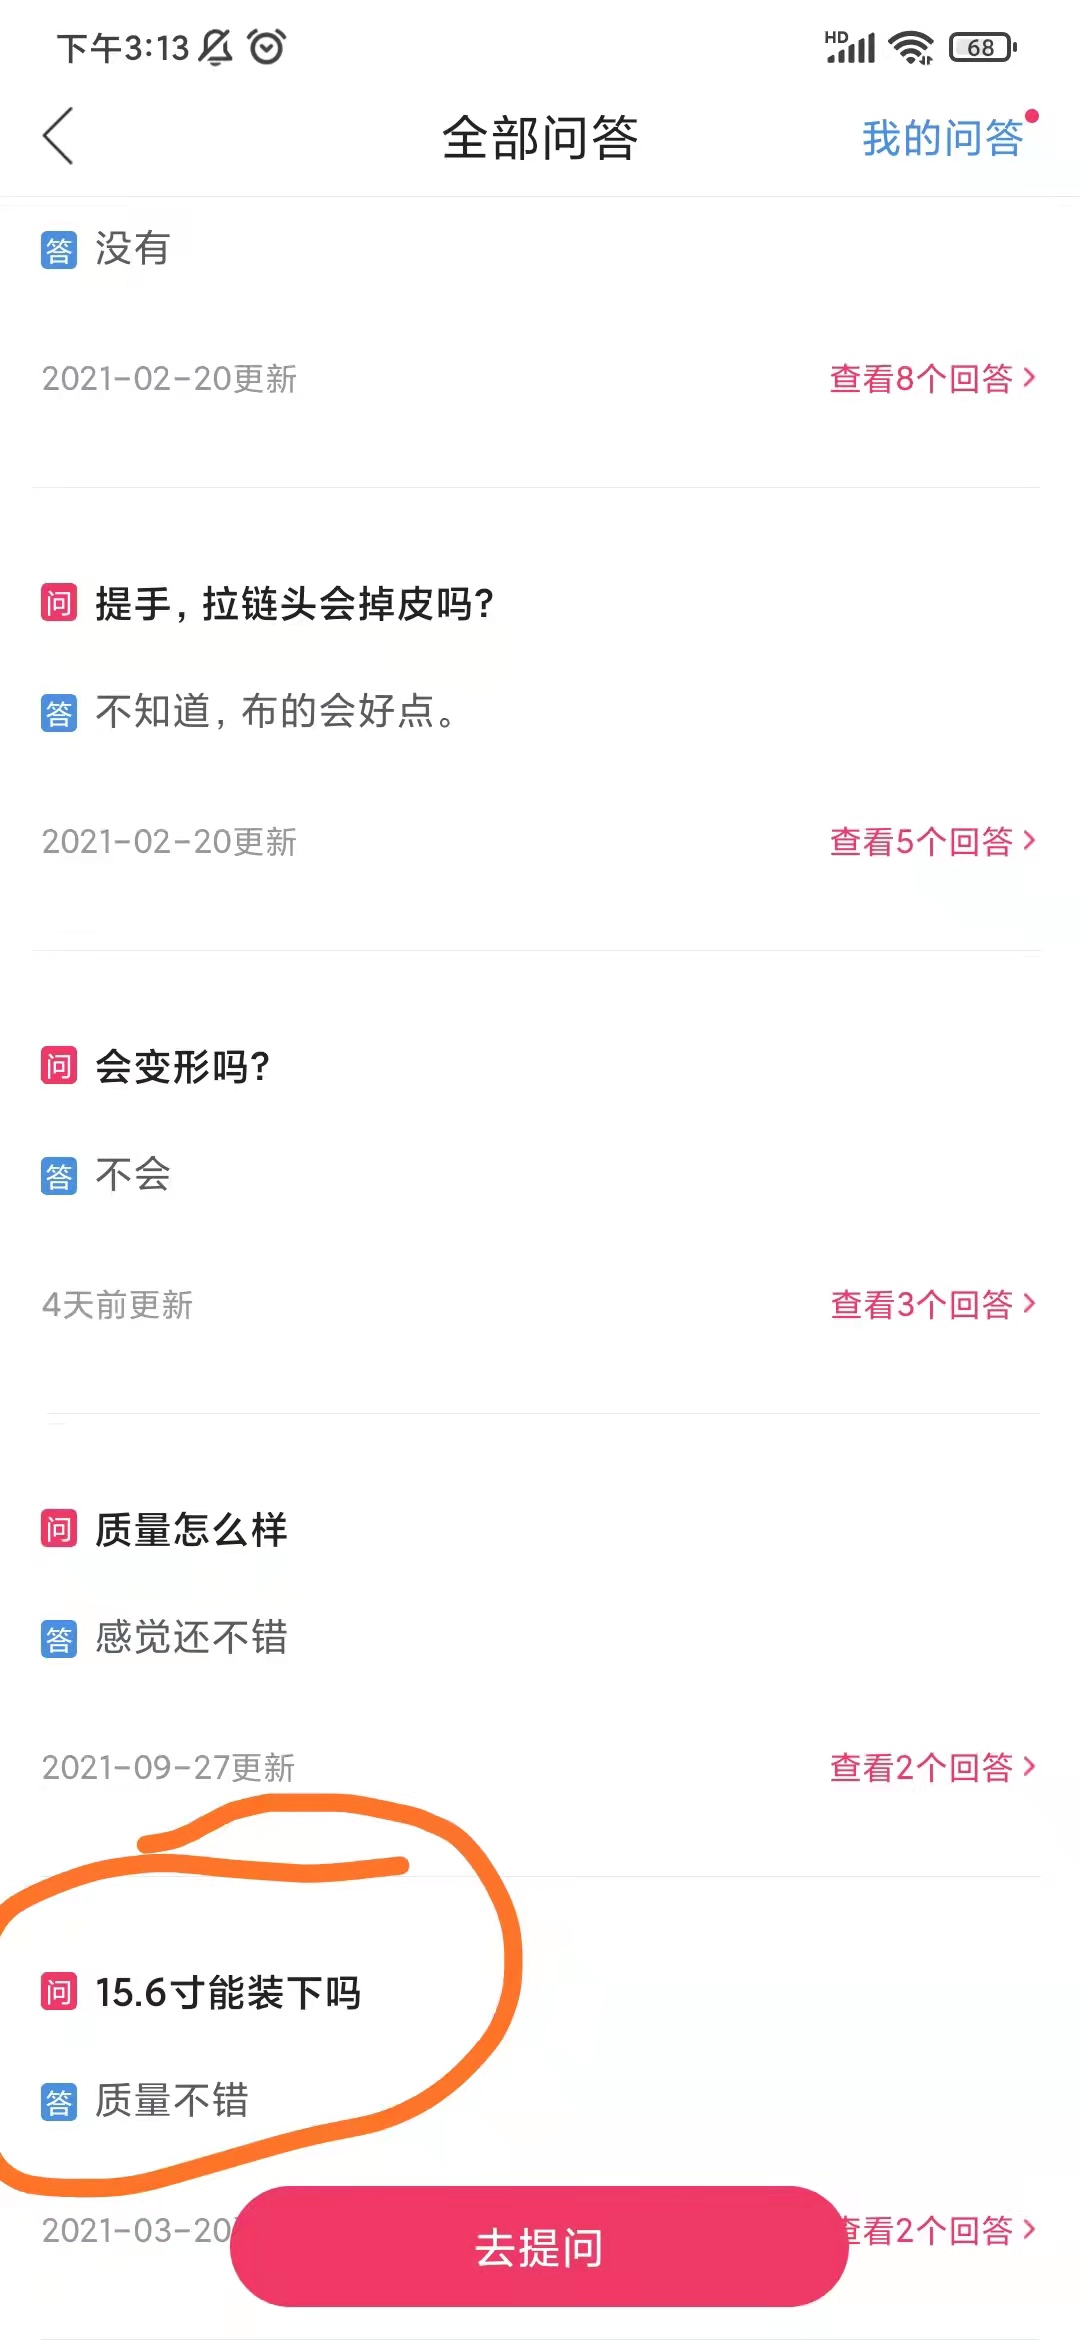 下午3:13
HD
68
全部问答
我的问答
答 没有
2021-02-20更新
查看8个回答
问 提手，拉链头会掉皮吗？
答 不知道，布的会好点。
2021-02-20更新
查看5个回答
问 会变形吗？
答 不会
4天前更新
查看3个回答
问 质量怎么样
答 感觉还不错
2021-09-27更新
查看2个回答
问 15.6寸能装下吗
答 质量不错
2021-03-20
查看2个回答
去提问